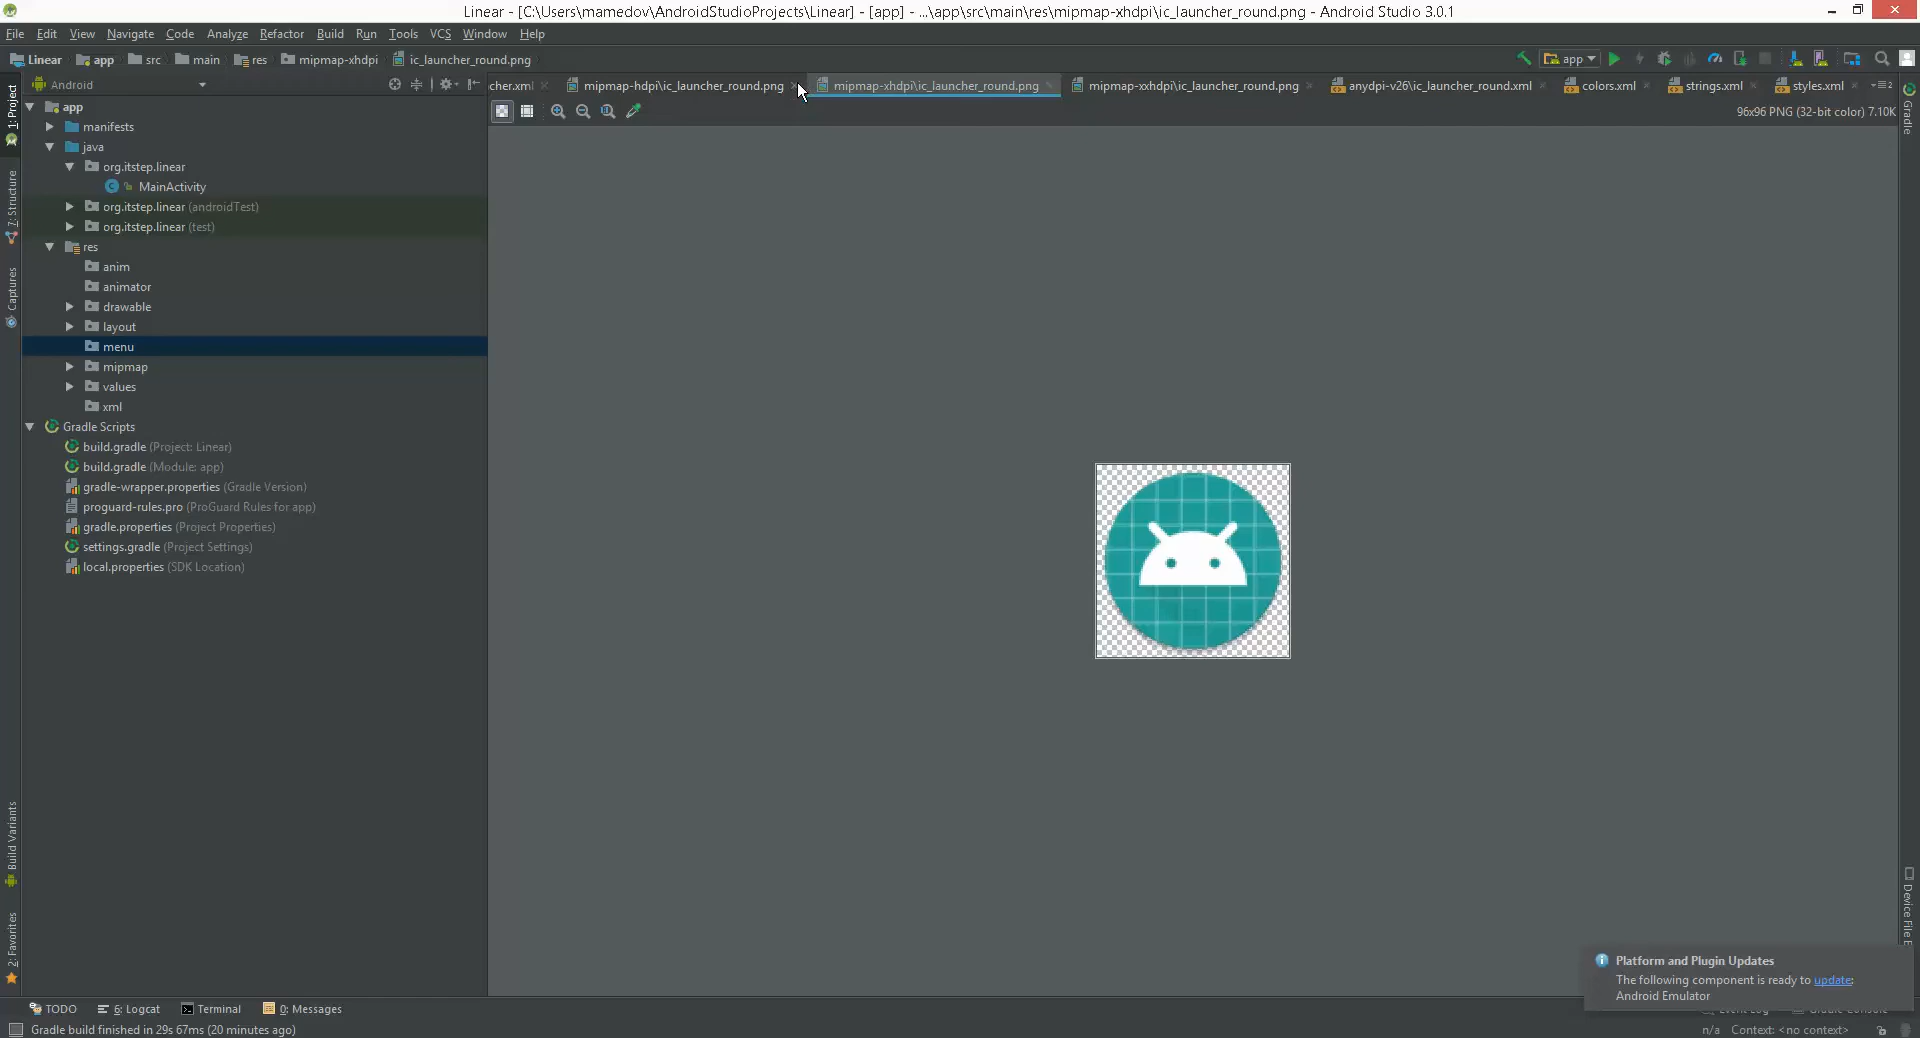 Linear - [C:\Users\mamedov\AndroidStudioProjects\Linear] - [app] - ...\app\src\main\res\mipmap-xhdpi\ic_launcher_round.png - Android Studio 3.0.1
File Edit View Navigate Code Analyze Refactor Build Run Tools VCS Window Help
Linear app src main res mipmap-xhdpi ic_launcher_round.png app
Android
cher.xml mipmap-hdpi\ic_launcher_round.png mipmap-xhdpi\ic_launcher_round.png mipmap-xxhdpi\ic_launcher_round.png anydpi-v26\ic_launcher_round.xml colors.xml strings.xml styles.xml
96x96 PNG (32-bit color) 7.10K
1: Project
7: Structure
Captures
Build Variants
2: Favorites
app
manifests
java
org.itstep.linear
MainActivity
org.itstep.linear (androidTest)
org.itstep.linear (test)
res
anim
animator
drawable
layout
menu
mipmap
values
xml
Gradle Scripts
build.gradle (Project: Linear)
build.gradle (Module: app)
gradle-wrapper.properties (Gradle Version)
proguard-rules.pro (ProGuard Rules for app)
gradle.properties (Project Properties)
settings.gradle (Project Settings)
local.properties (SDK Location)
Gradle
Device File E
Platform and Plugin Updates
The following component is ready to update:
Android Emulator
TODO 6: Logcat Terminal 0: Messages
Gradle build finished in 29s 67ms (20 minutes ago)
n/a Context: <no context>